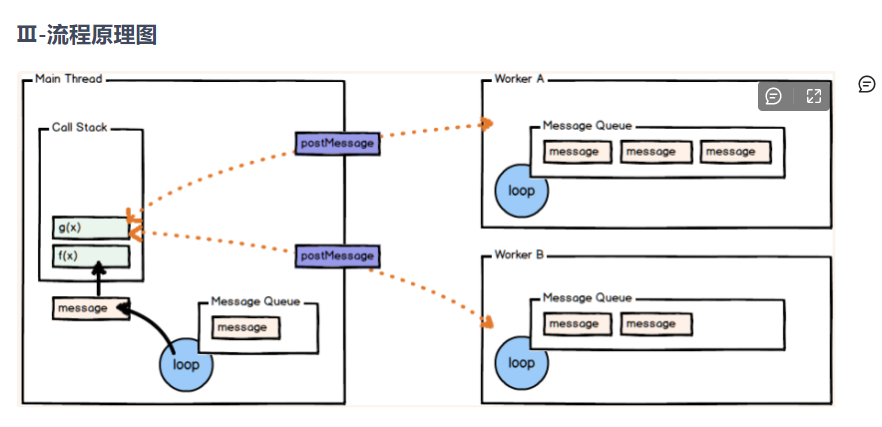 Ⅲ-流程原理图
Main Thread
Call Stack
g(x)
f(x)
message
loop
Message Queue
message
postMessage
postMessage
Worker A
Message Queue
message message message
loop
Worker B
Message Queue
message message
loop